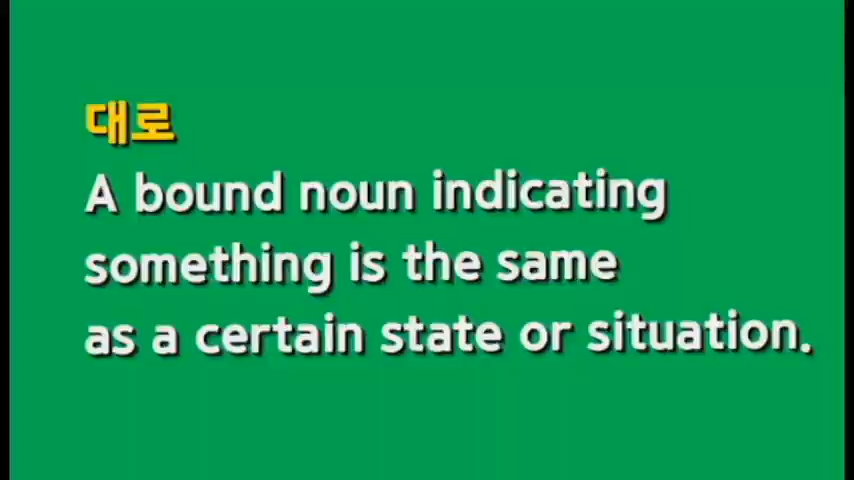 대로
A bound noun indicating
something is the same
as a certain state or situation.